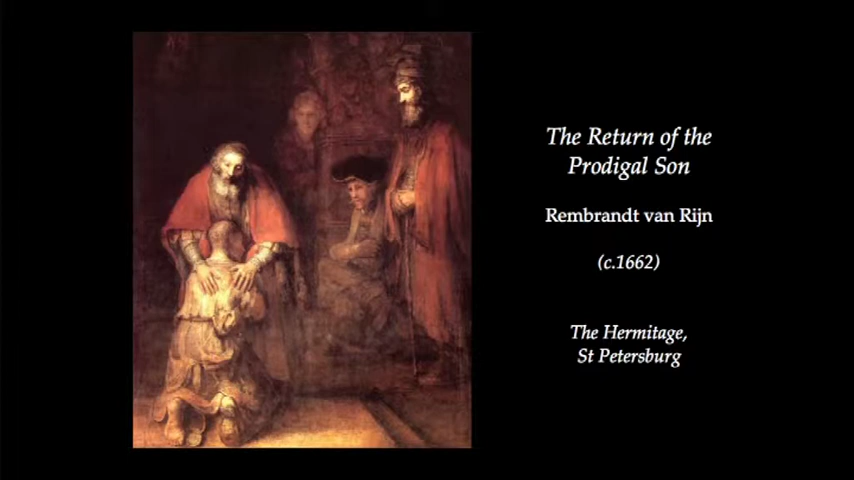 The Return of the
Prodigal Son
Rembrandt van Rijn
(c.1662)
The Hermitage,
St Petersburg